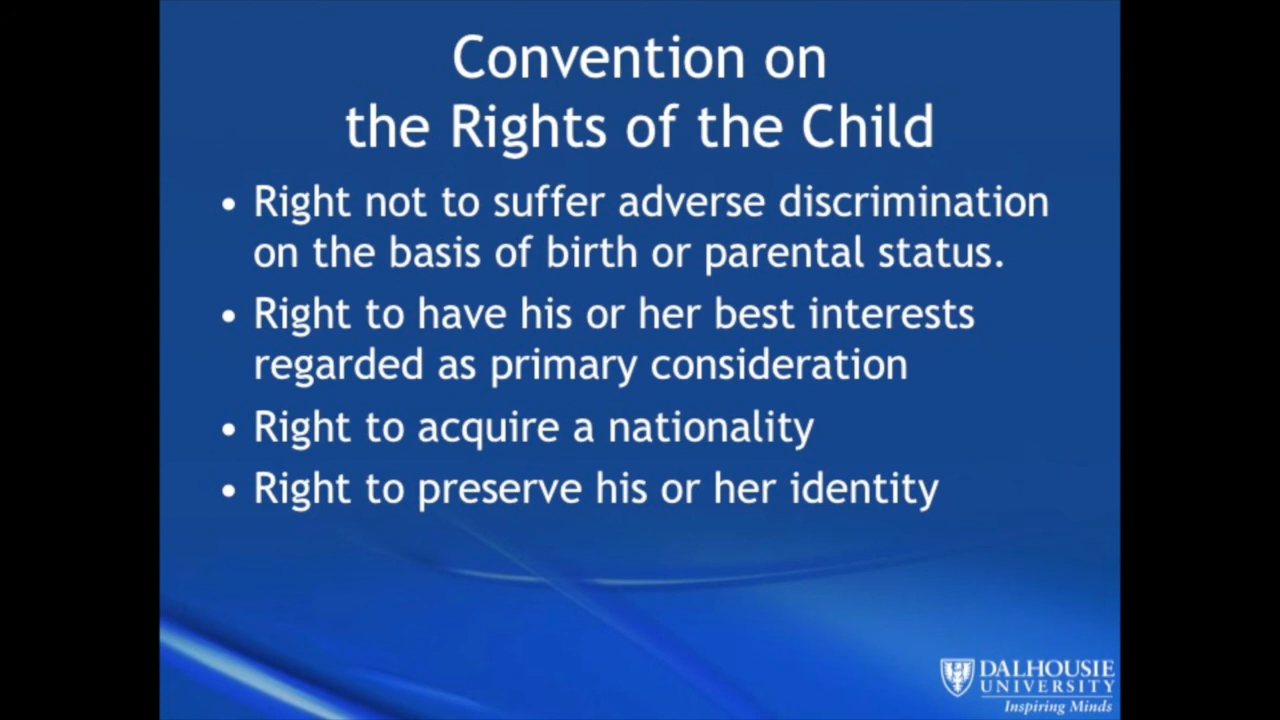 Convention on
the Rights of the Child
• Right not to suffer adverse discrimination
on the basis of birth or parental status.
• Right to have his or her best interests
regarded as primary consideration
• Right to acquire a nationality
• Right to preserve his or her identity
DALHOUSIE
UNIVERSITY
Inspiring Minds